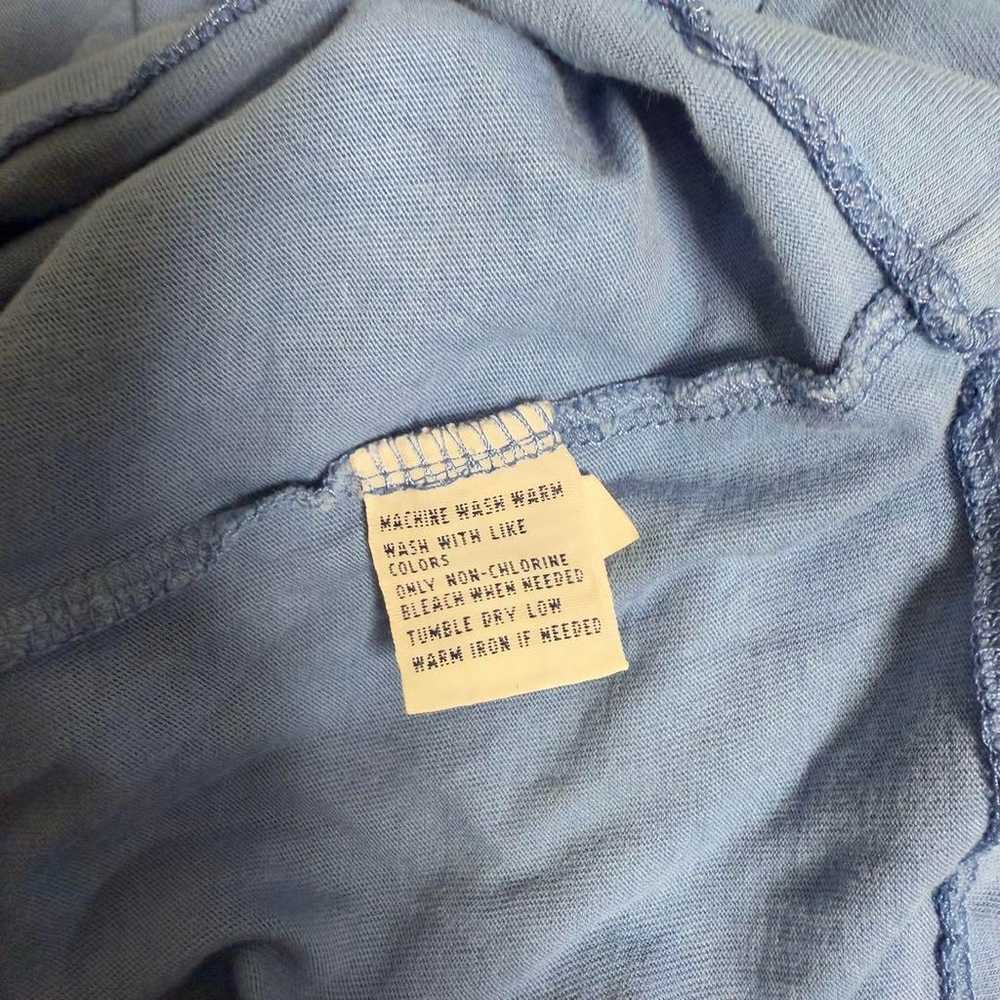 MACHINE WASH WARM
WASH WITH LIKE
COLORS
ONLY NON-CHLORINE
BLEACH WHEN NEEDED
TUMBLE DRY LOW
WARM IRON IF NEEDED